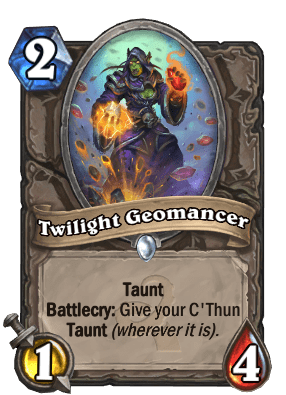 2
Twilight Geomancer
Taunt
Battlecry: Give your C'Thun
Taunt (wherever it is).
1
4